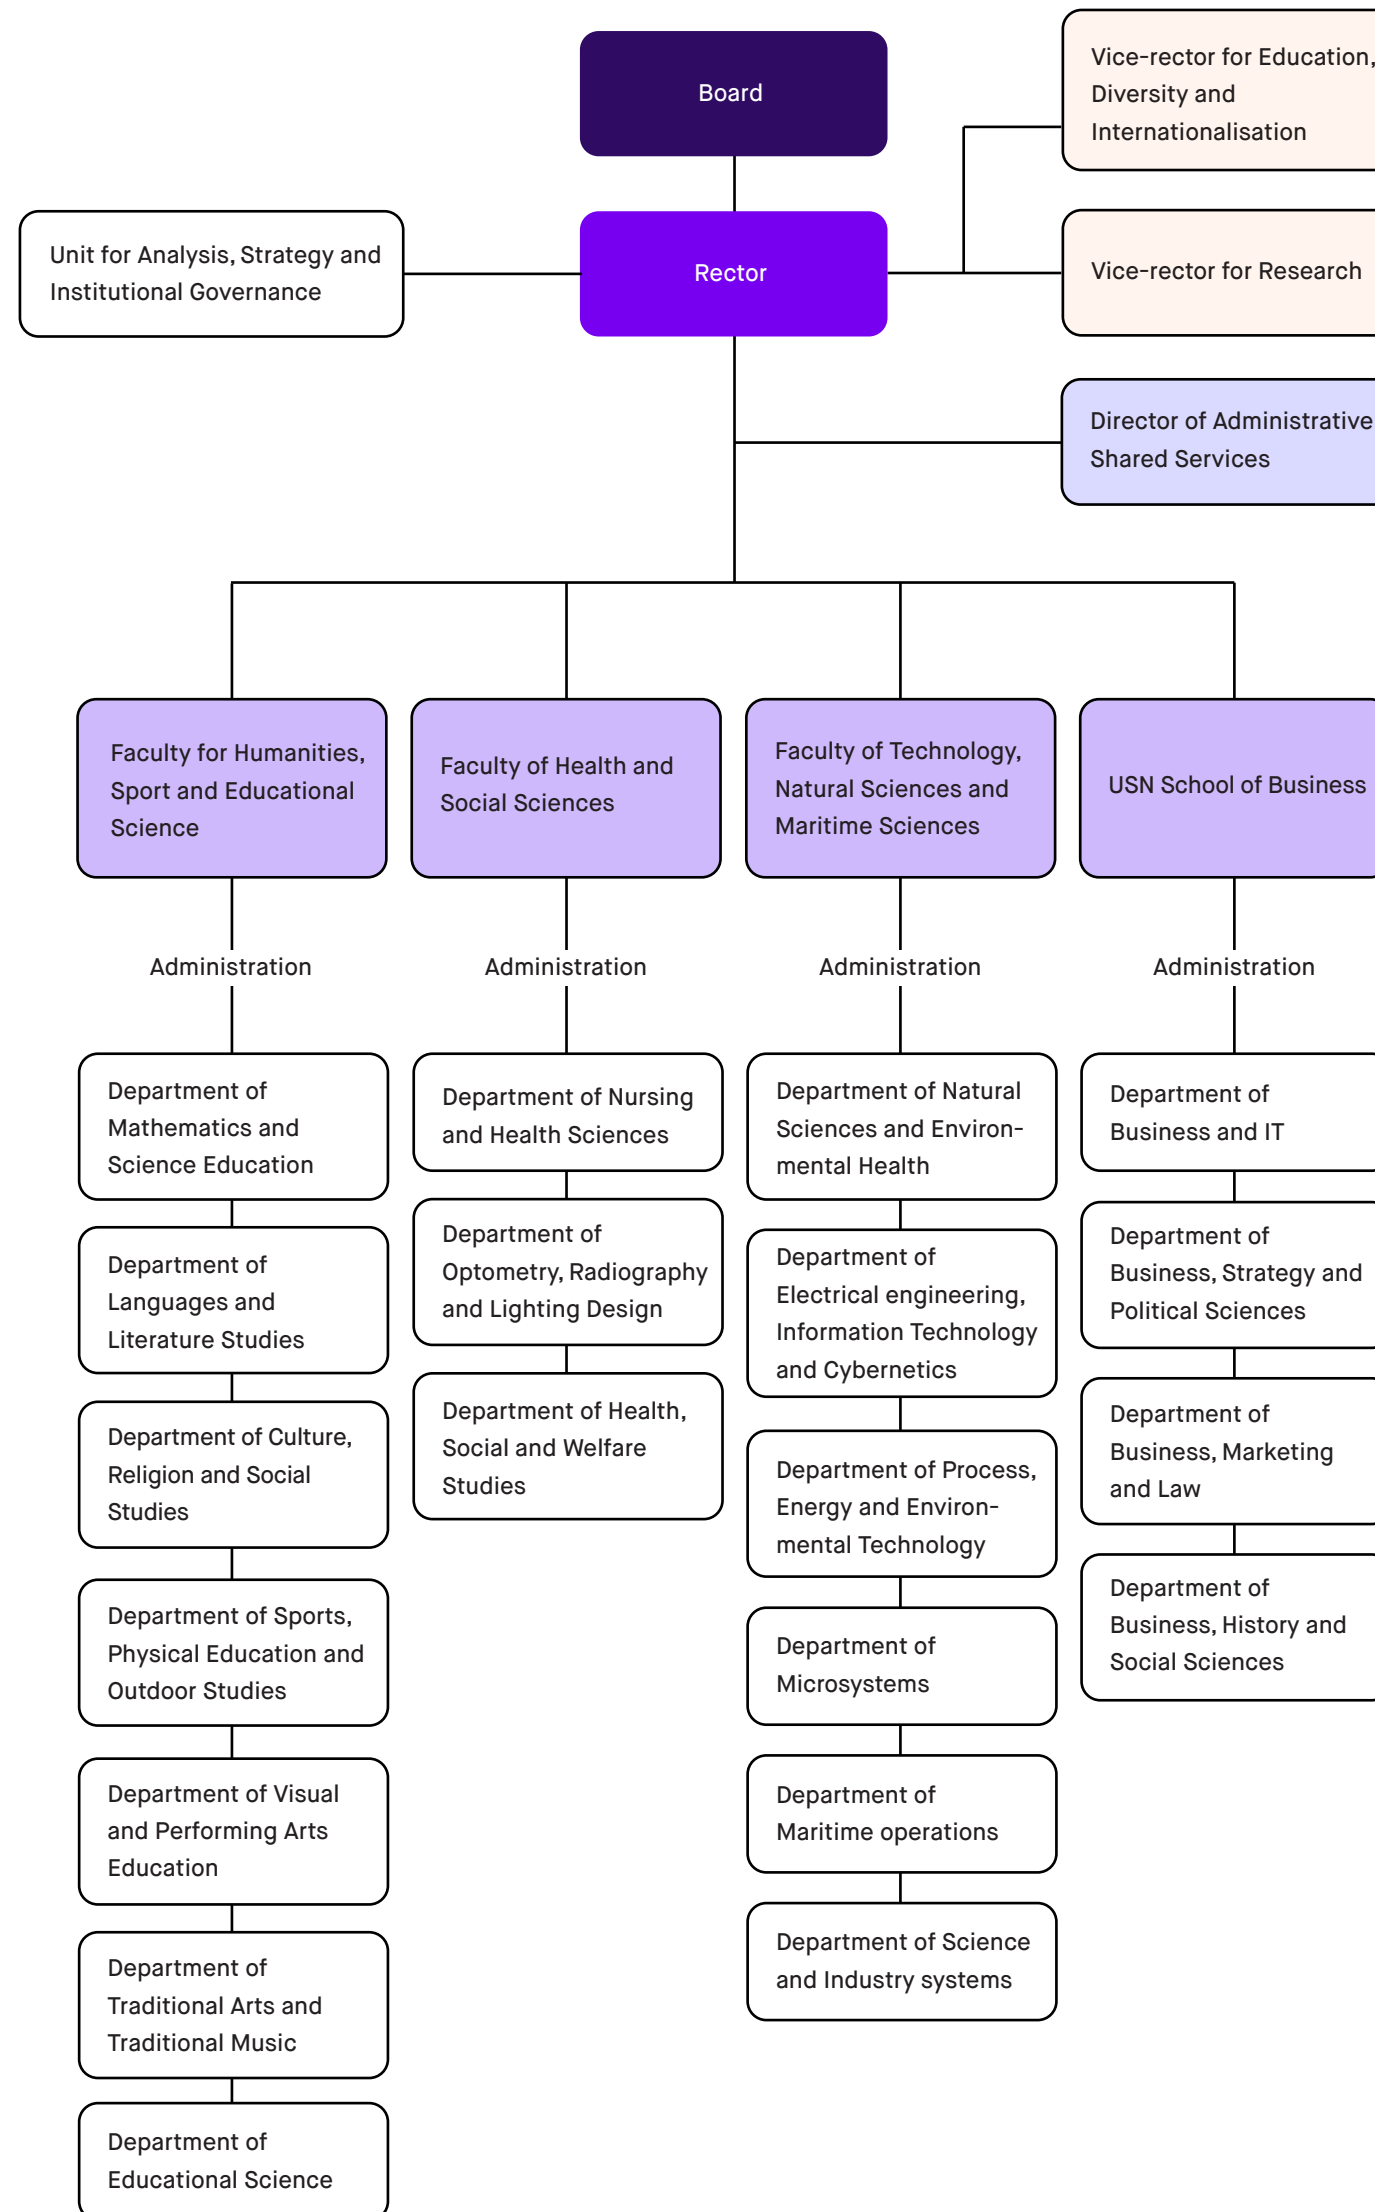 Board
Vice-rector for Education,
Diversity and
Internationalisation
Unit for Analysis, Strategy and
Institutional Governance
Rector
Vice-rector for Research
Director of Administrative
Shared Services
Faculty for Humanities,
Sport and Educational
Science
Faculty of Health and
Social Sciences
Faculty of Technology,
Natural Sciences and
Maritime Sciences
USN School of Business
Administration
Administration
Administration
Administration
Department of
Mathematics and
Science Education
Department of
Languages and
Literature Studies
Department of Culture,
Religion and Social
Studies
Department of Sports,
Physical Education and
Outdoor Studies
Department of Visual
and Performing Arts
Education
Department of
Traditional Arts and
Traditional Music
Department of
Educational Science
Department of Nursing
and Health Sciences
Department of
Optometry, Radiography
and Lighting Design
Department of Health,
Social and Welfare
Studies
Department of Natural
Sciences and Environ-
mental Health
Department of
Electrical engineering,
Information Technology
and Cybernetics
Department of Process,
Energy and Environ-
mental Technology
Department of
Microsystems
Department of
Maritime operations
Department of Science
and Industry systems
Department of
Business and IT
Department of
Business, Strategy and
Political Sciences
Department of
Business, Marketing
and Law
Department of
Business, History and
Social Sciences